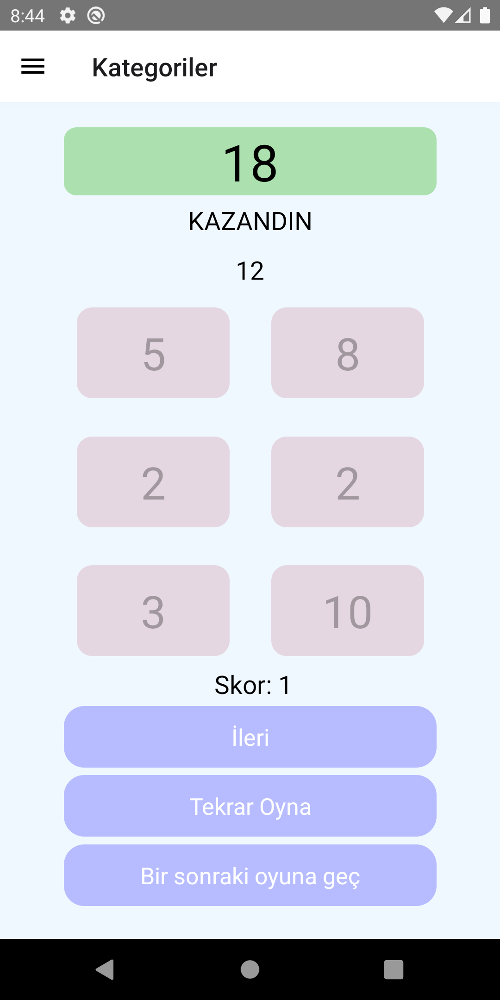 8:44
Kategoriler
18
KAZANDIN
12
5 8
2 2
3 10
Skor: 1
İleri
Tekrar Oyna
Bir sonraki oyuna geç